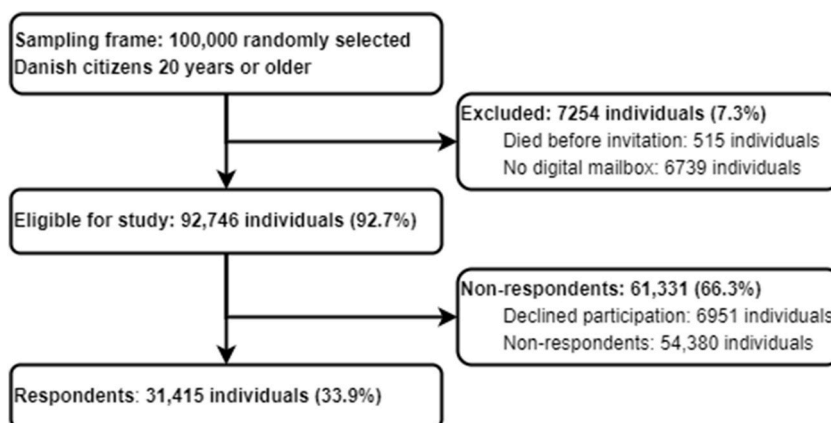 Sampling frame: 100,000 randomly selected
Danish citizens 20 years or older
Excluded: 7254 individuals (7.3%)
Died before invitation: 515 individuals
No digital mailbox: 6739 individuals
Eligible for study: 92,746 individuals (92.7%)
Non-respondents: 61,331 (66.3%)
Declined participation: 6951 individuals
Non-respondents: 54,380 individuals
Respondents: 31,415 individuals (33.9%)